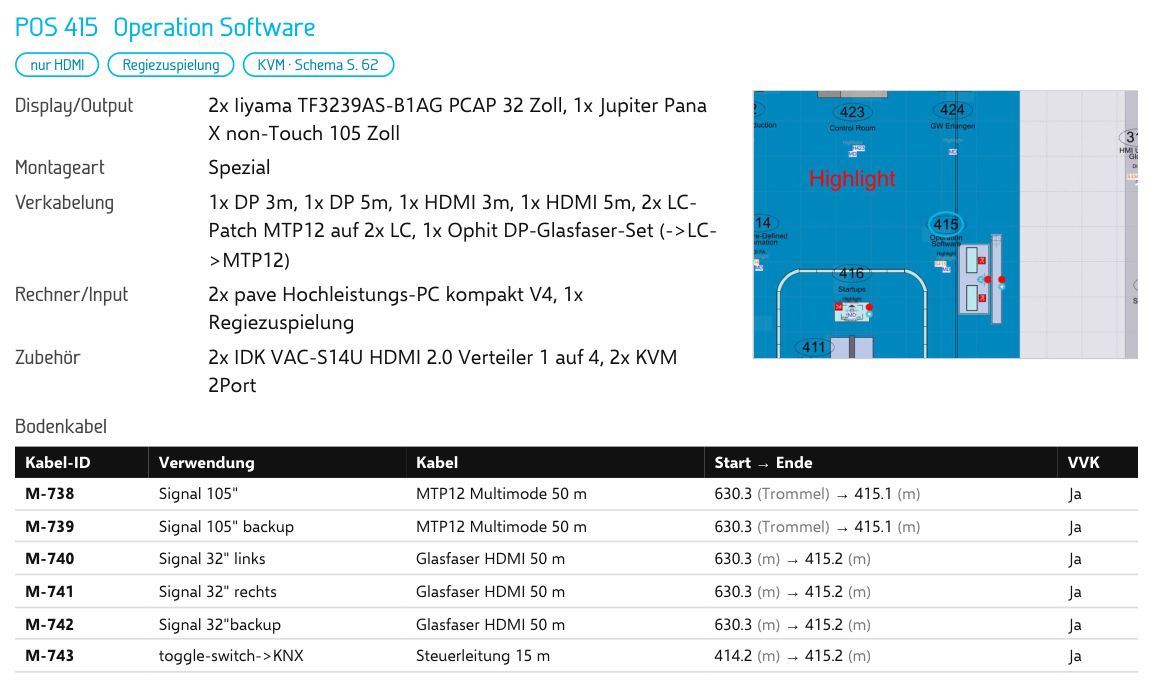 POS 415 Operation Software
nur HDMI
Regiezuspielung
KVM · Schema S. 62
Display/Output 2x Iiyama TF3239AS-B1AG PCAP 32 Zoll, 1x Jupiter Pana
X non-Touch 105 Zoll
Montageart Spezial
Verkabelung 1x DP 3m, 1x DP 5m, 1x HDMI 3m, 1x HDMI 5m, 2x LC-
Patch MTP12 auf 2x LC, 1x Ophit DP-Glasfaser-Set (->LC-
>MTP12)
Rechner/Input 2x pave Hochleistungs-PC kompakt V4, 1x
Regiezuspielung
Zubehör 2x IDK VAC-S14U HDMI 2.0 Verteiler 1 auf 4, 2x KVM
2Port
423
Control Room
424
GW Erlangen
Highlight
415
Operation
Software
Highlight
14
416
Startups
Highlight
411
Bodenkabel
Kabel-ID Verwendung Kabel Start → Ende VVK
M-738 Signal 105" MTP12 Multimode 50 m 630.3 (Trommel) → 415.1 (m) Ja
M-739 Signal 105" backup MTP12 Multimode 50 m 630.3 (Trommel) → 415.1 (m) Ja
M-740 Signal 32" links Glasfaser HDMI 50 m 630.3 (m) → 415.2 (m) Ja
M-741 Signal 32" rechts Glasfaser HDMI 50 m 630.3 (m) → 415.2 (m) Ja
M-742 Signal 32"backup Glasfaser HDMI 50 m 630.3 (m) → 415.2 (m) Ja
M-743 toggle-switch->KNX Steuerleitung 15 m 414.2 (m) → 415.2 (m) Ja